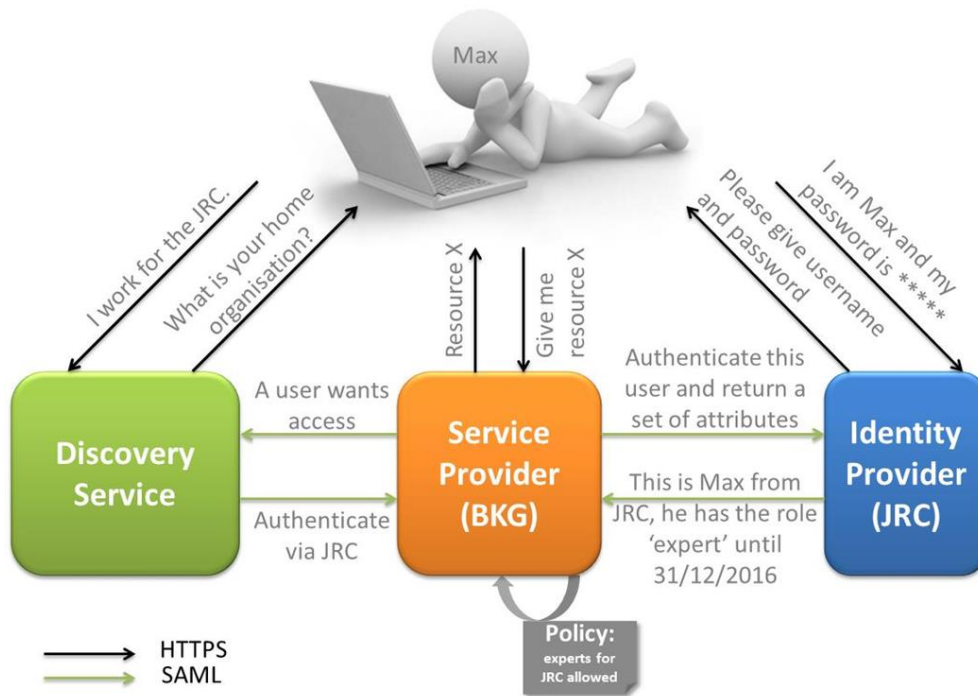 Max
I work for the JRC.
What is your home
organisation?
Resource X
Give me
resource X
Please give username
and password
I am Max and my
password is *****
Discovery
Service
A user wants
access
Authenticate
via JRC
Service
Provider
(BKG)
Authenticate this
user and return a
set of attributes
This is Max from
JRC, he has the role
‘expert’ until
31/12/2016
Identity
Provider
(JRC)
Policy:
experts for
JRC allowed
HTTPS
SAML